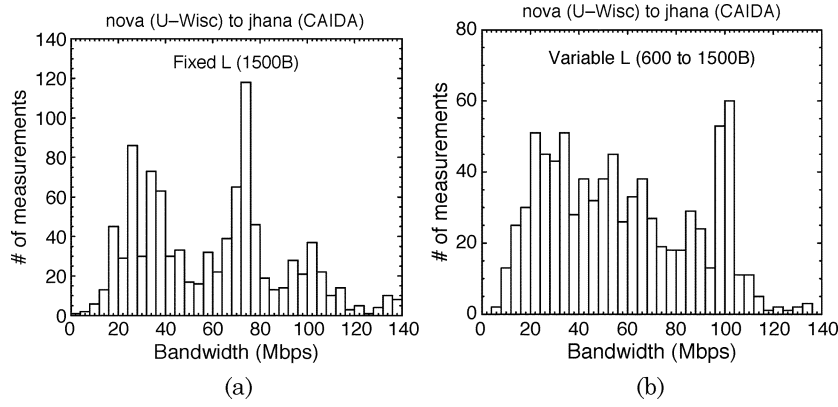 nova (U–Wisc) to jhana (CAIDA)
Fixed L (1500B)
# of measurements
140
120
100
80
60
40
20
0
0 20 40 60 80 100 120 140
Bandwidth (Mbps)
(a)
nova (U–Wisc) to jhana (CAIDA)
Variable L (600 to 1500B)
# of measurements
80
60
40
20
0
0 20 40 60 80 100 120 140
Bandwidth (Mbps)
(b)